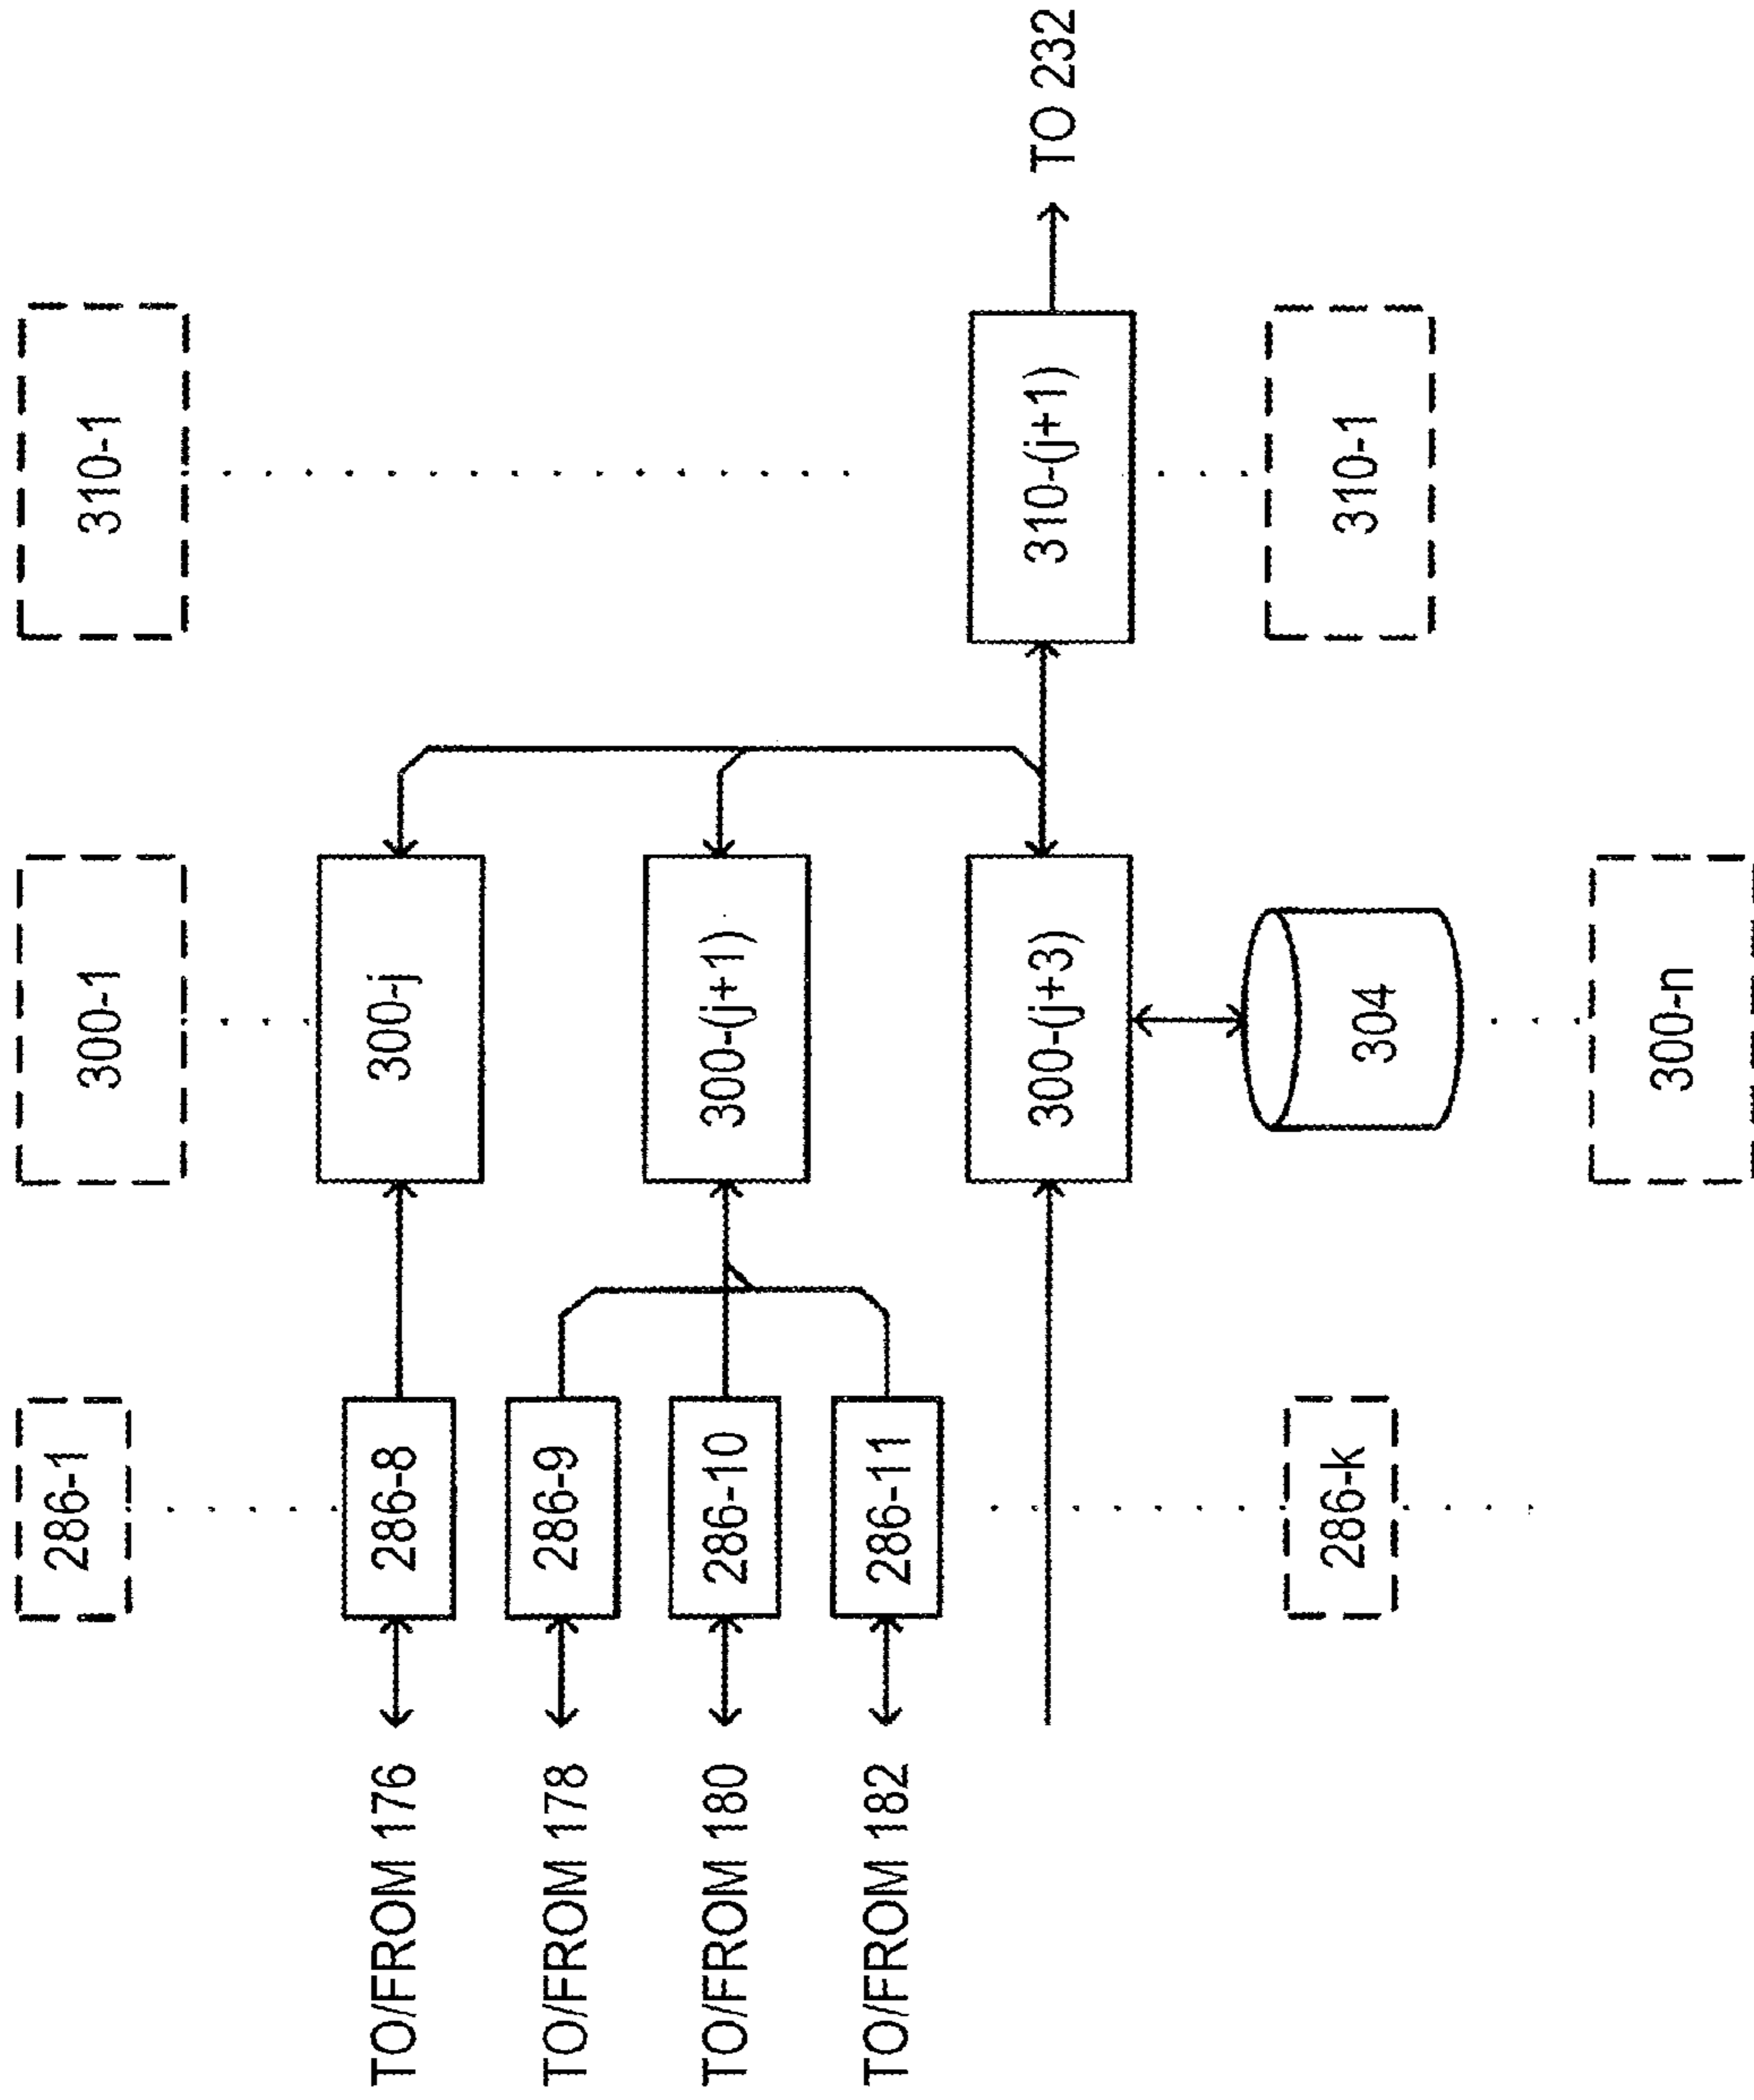 286-1
300-1
310-1
TO/FROM 176
286-8
300-j
TO/FROM 178
286-9
TO/FROM 180
286-10
300-(j+1)
TO/FROM 182
286-11
300-(j+3)
310-(j+1)
TO 232
286-k
304
310-1
300-n